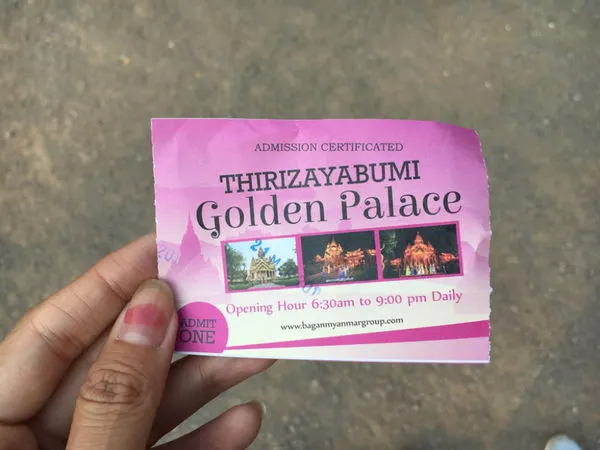 ADMISSION CERTIFICATED
THIRIZAYABUMI
Golden Palace
Opening Hour 6:30am to 9:00 pm Daily
www.baganmyanmargroup.com
ADMIT
ONE